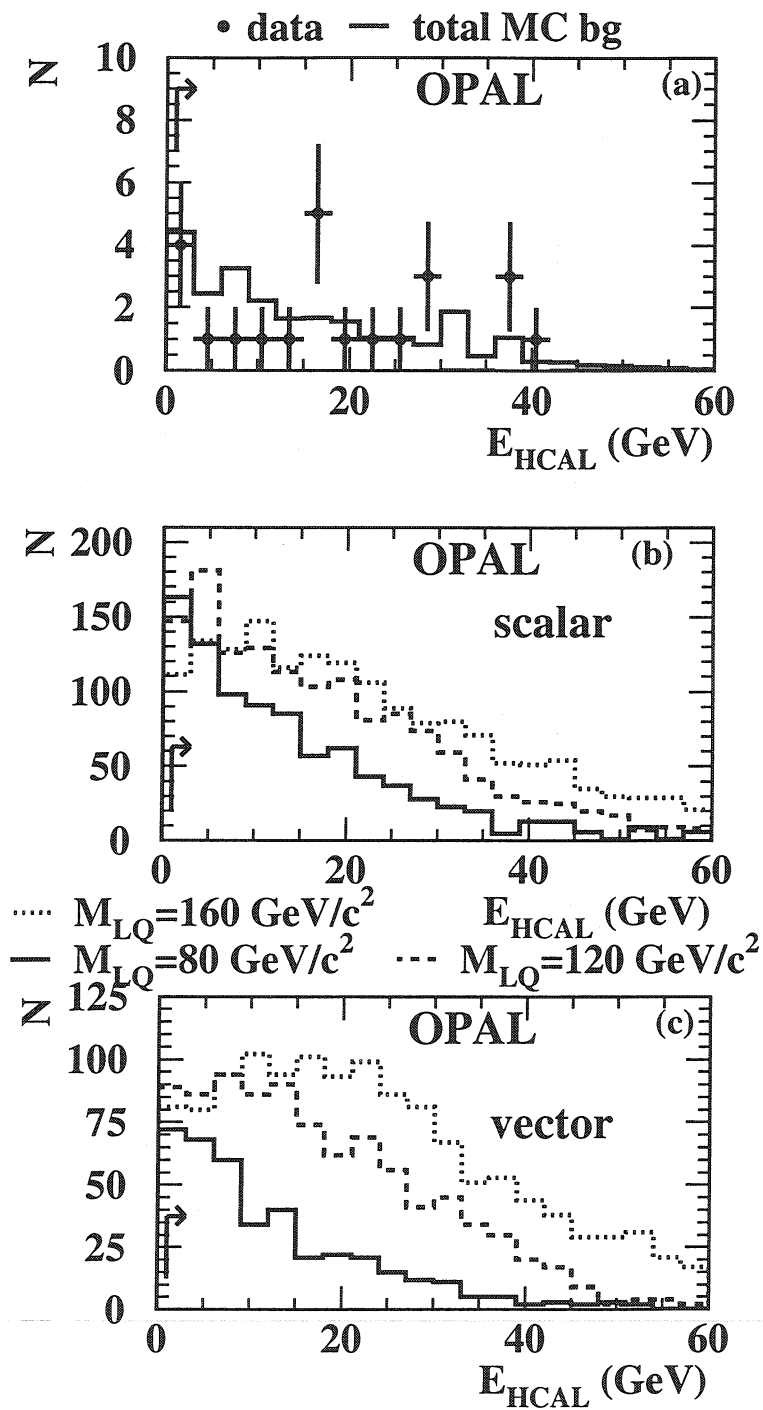 • data — total MC bg
N
OPAL (a)
10
8
6
4
2
0
0 20 40 60
E_HCAL (GeV)
N
OPAL (b)
scalar
200
150
100
50
0
0 20 40 60
E_HCAL (GeV)
M_LQ=160 GeV/c²
M_LQ=80 GeV/c² M_LQ=120 GeV/c²
N
OPAL (c)
vector
125
100
75
50
25
0
0 20 40 60
E_HCAL (GeV)